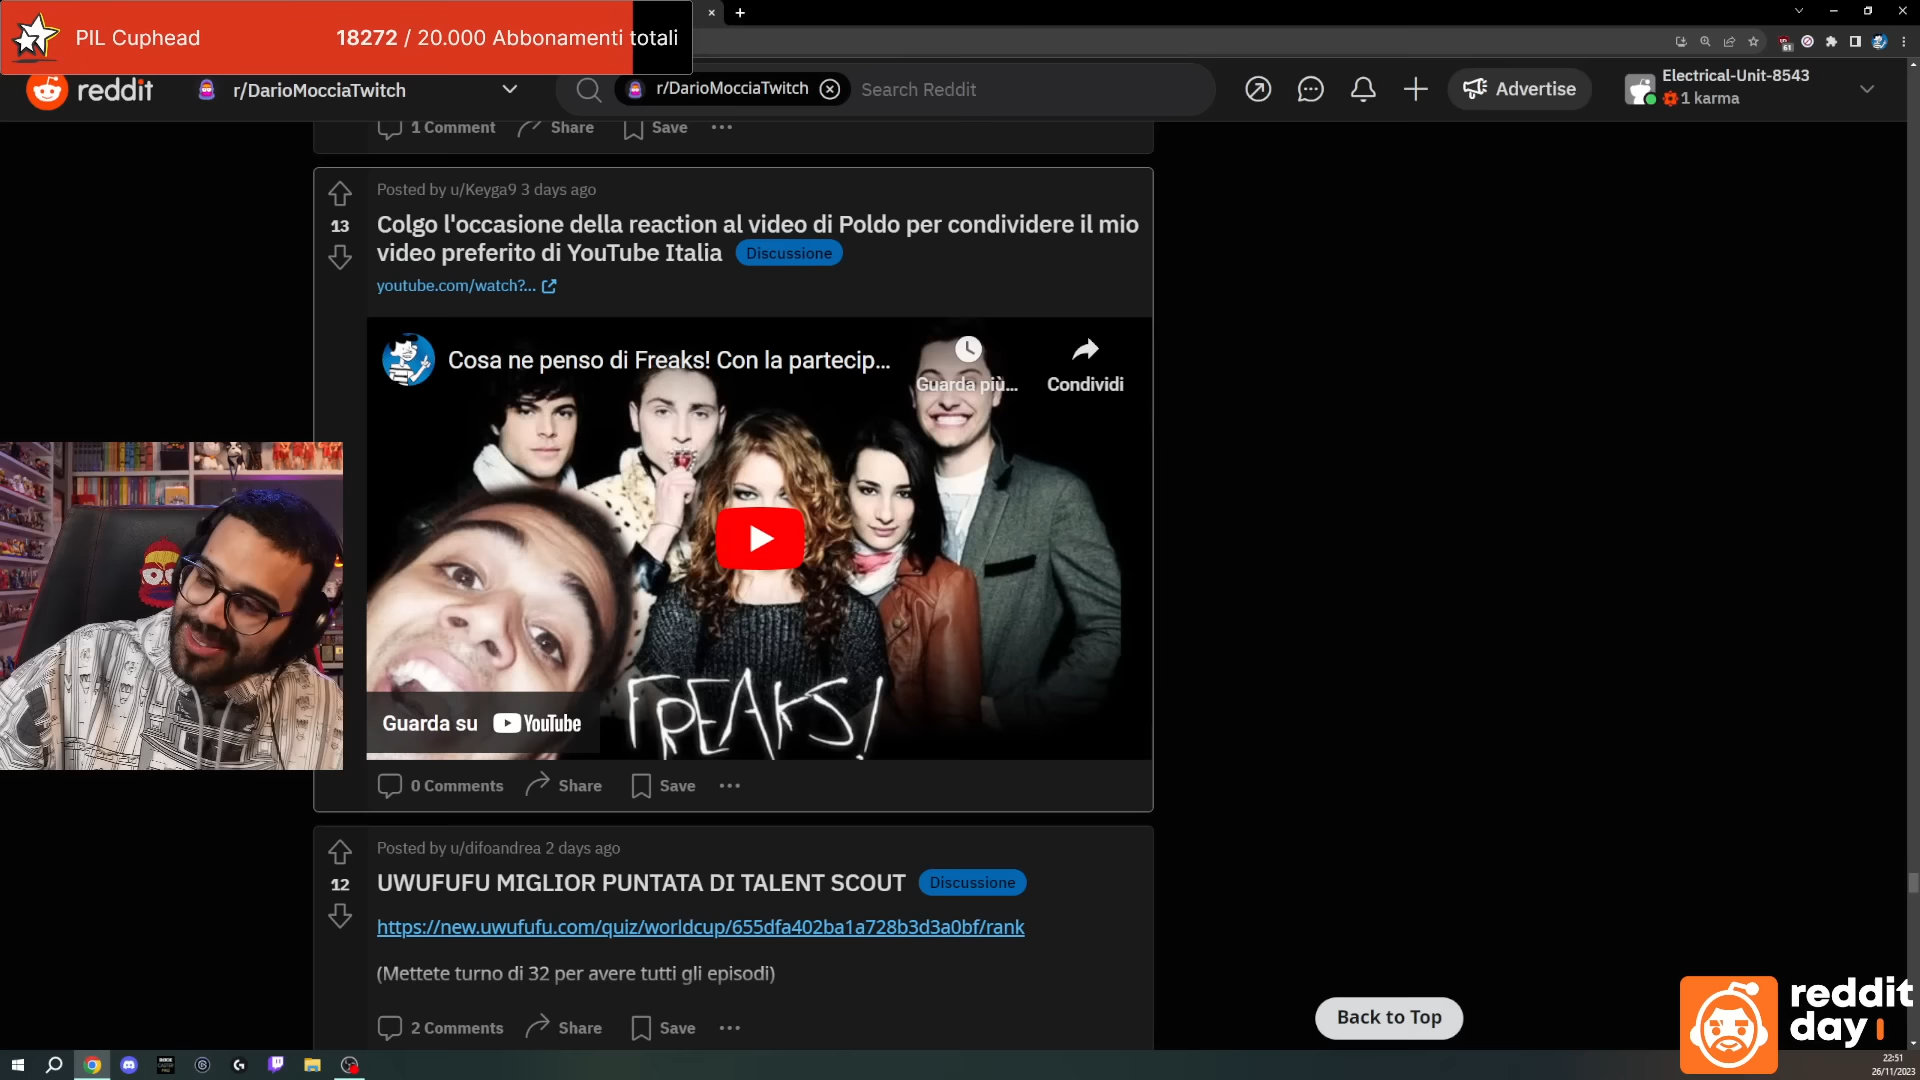 PIL Cuphead
18272 / 20.000 Abbonamenti totali
61
reddit
r/DarioMocciaTwitch
r/DarioMocciaTwitch
Search Reddit
Advertise
Electrical-Unit-8543
1 karma
1 Comment
Share
Save
Posted by u/Keyga9 3 days ago
13
Colgo l'occasione della reaction al video di Poldo per condividere il mio
video preferito di YouTube Italia
Discussione
youtube.com/watch?...
Cosa ne penso di Freaks! Con la partecip...
Guarda più...
Condividi
FREAKS!
Guarda su YouTube
0 Comments
Share
Save
Posted by u/difoandrea 2 days ago
12
UWUFUFU MIGLIOR PUNTATA DI TALENT SCOUT
Discussione
https://new.uwufufu.com/quiz/worldcup/655dfa402ba1a728b3d3a0bf/rank
(Mettete turno di 32 per avere tutti gli episodi)
2 Comments
Share
Save
Back to Top
reddit
day
22:51
26/11/2023